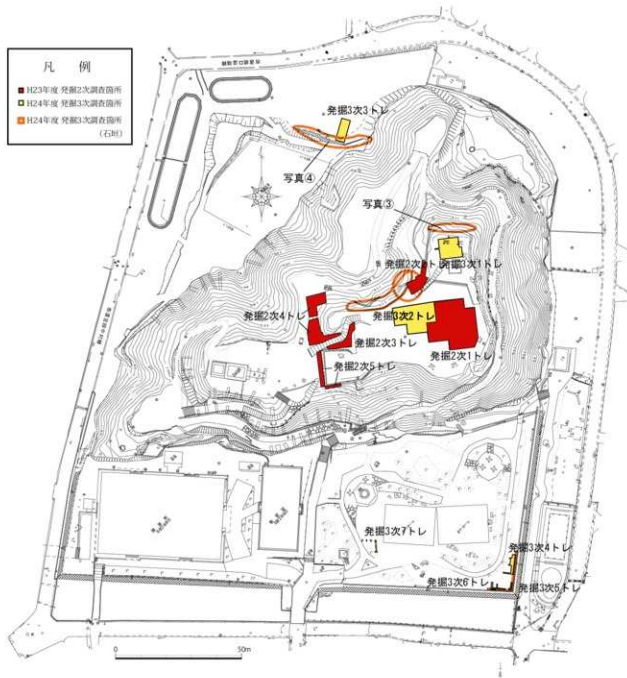 凡 例
H23年度 発掘2次調査箇所
H24年度 発掘3次調査箇所
H24年度 発掘3次調査箇所
(石垣)
発掘3次3トレ
写真④
写真③
発掘2次2トレ
発掘3次1トレ
発掘2次4トレ
発掘3次2トレ
発掘2次3トレ
発掘2次1トレ
発掘2次5トレ
発掘3次7トレ
発掘3次4トレ
発掘3次6トレ
発掘3次5トレ
0
50m